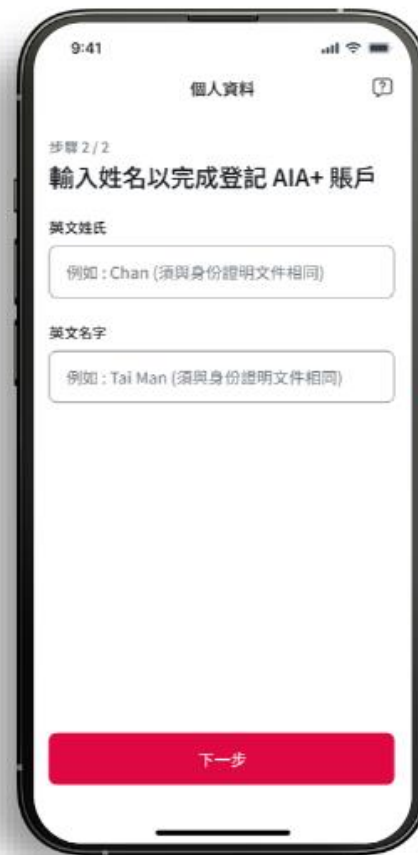 9:41
個人資料
?
步驟 2 / 2
輸入姓名以完成登記 AIA+ 賬戶
英文姓氏
例如 : Chan (須與身份證明文件相同)
英文名字
例如 : Tai Man (須與身份證明文件相同)
下一步